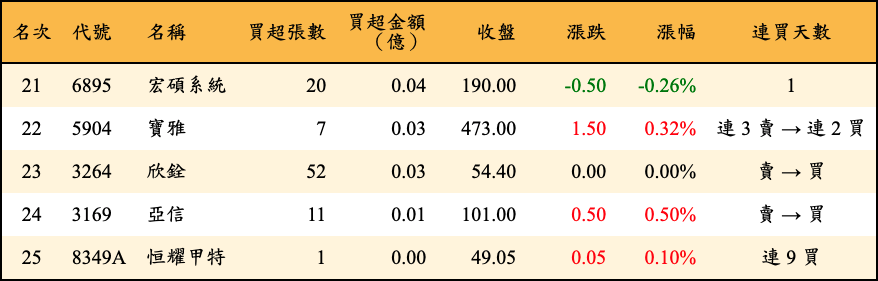 名次 代號 名稱 買超張數 買超金額（億） 收盤 漲跌 漲幅 連買天數
21 6895 宏碩系統 20 0.04 190.00 -0.50 -0.26% 1
22 5904 寶雅 7 0.03 473.00 1.50 0.32% 連 3 賣 → 連 2 買
23 3264 欣銓 52 0.03 54.40 0.00 0.00% 賣 → 買
24 3169 亞信 11 0.01 101.00 0.50 0.50% 賣 → 買
25 8349A 恒耀甲特 1 0.00 49.05 0.05 0.10% 連 9 買